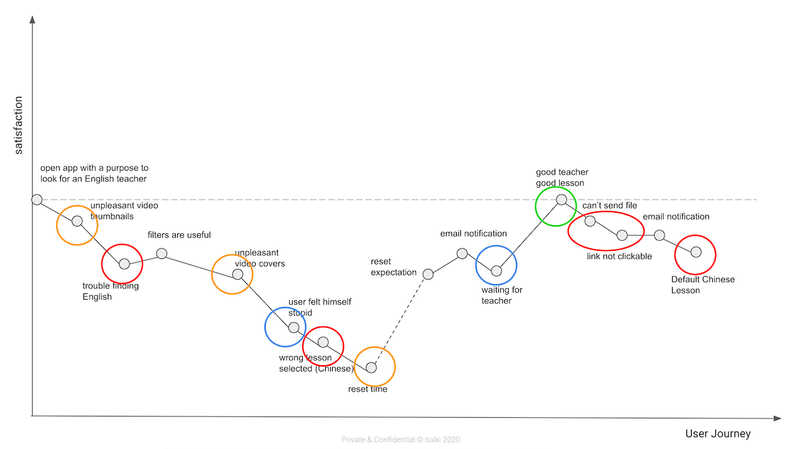 satisfaction
open app with a purpose to
look for an English teacher
unpleasant video
thumbnails
trouble finding
English
filters are useful
unpleasant
video covers
user felt himself
stupid
wrong lesson
selected (Chinese)
reset time
reset
expectation
email notification
waiting for
teacher
good teacher
good lesson
can't send file
link not clickable
email notification
Default Chinese
Lesson
User Journey
Private & Confidential © italki 2020